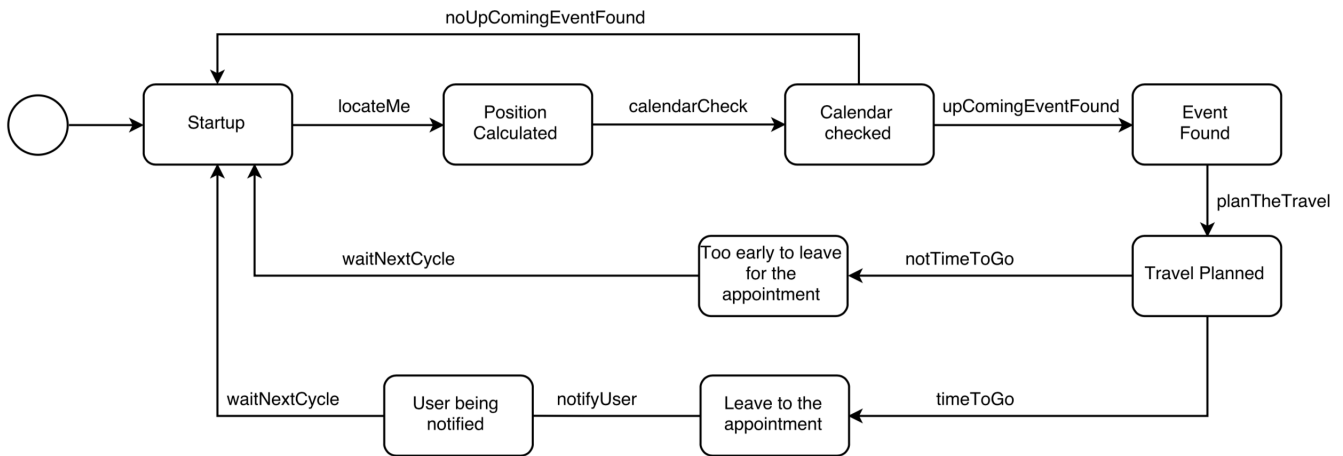 noUpComingEventFound
Startup
locateMe
Position
Calculated
calendarCheck
Calendar
checked
upComingEventFound
Event
Found
planTheTravel
waitNextCycle
Too early to leave
for the
appointment
notTimeToGo
Travel Planned
waitNextCycle
User being
notified
notifyUser
Leave to the
appointment
timeToGo